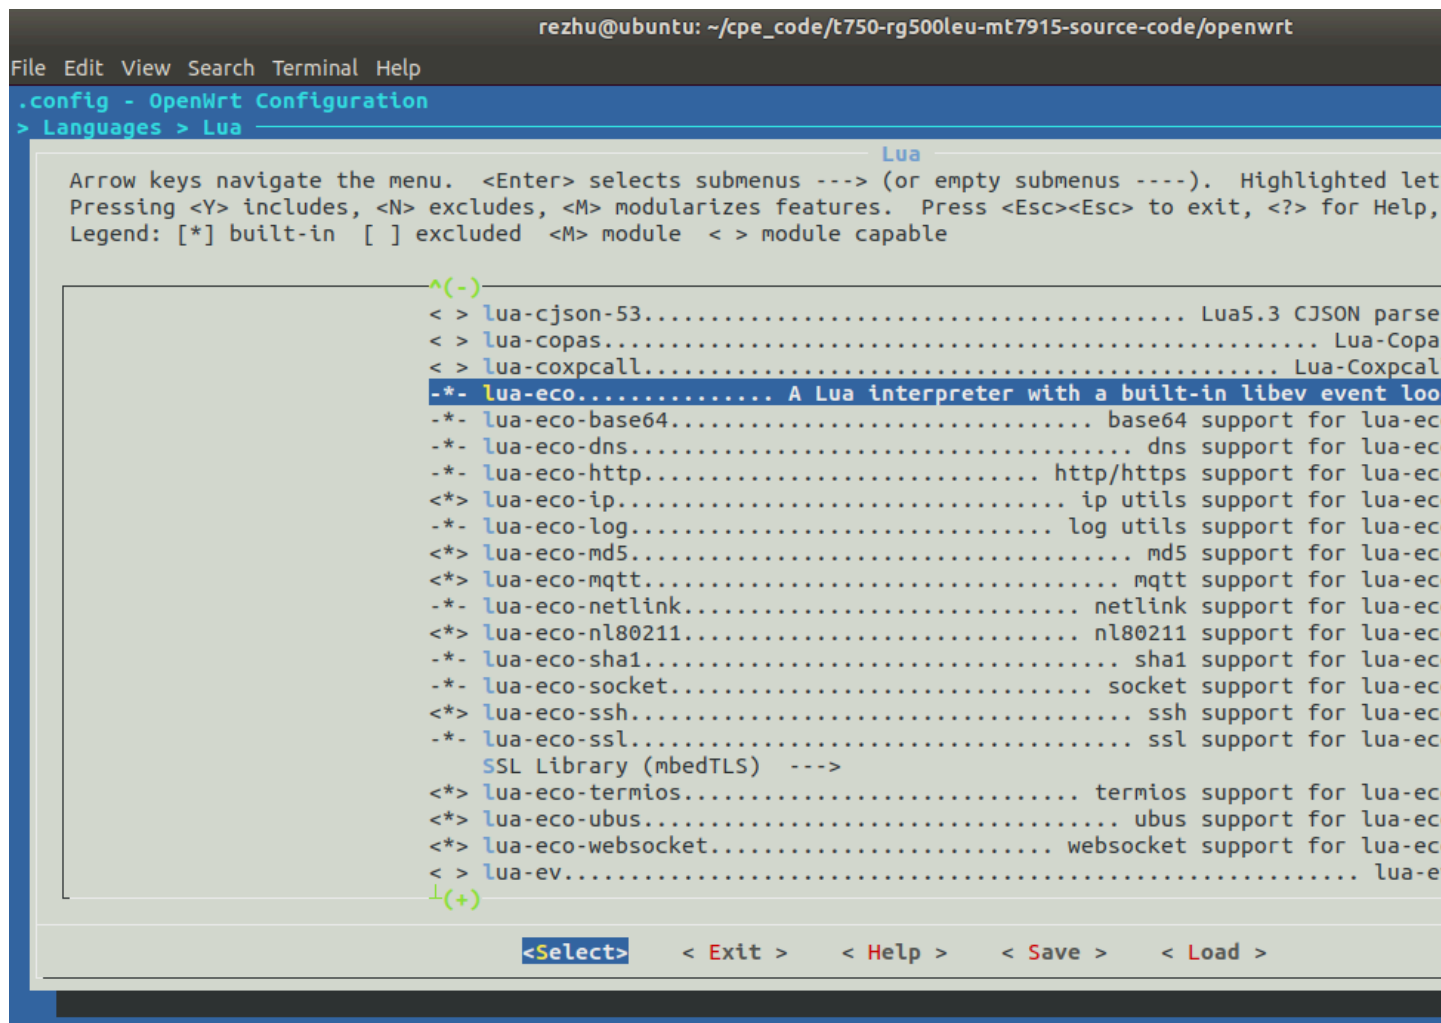 rezhu@ubuntu: ~/cpe_code/t750-rg500leu-mt7915-source-code/openwrt
File Edit View Search Terminal Help
.config - OpenWrt Configuration
> Languages > Lua
Lua
Arrow keys navigate the menu.  <Enter> selects submenus ---> (or empty submenus ----).  Highlighted let
Pressing <Y> includes, <N> excludes, <M> modularizes features.  Press <Esc><Esc> to exit, <?> for Help,
Legend: [*] built-in  [ ] excluded  <M> module  < > module capable
^(-)
< > lua-cjson-53......................................... Lua5.3 CJSON parse
< > lua-copas...................................................... Lua-Copa
< > lua-coxpcall................................................ Lua-Coxpcal
-*- lua-eco............... A Lua interpreter with a built-in libev event loo
-*- lua-eco-base64................................ base64 support for lua-ec
-*- lua-eco-dns...................................... dns support for lua-ec
-*- lua-eco-http.............................. http/https support for lua-ec
<*> lua-eco-ip.................................. ip utils support for lua-ec
-*- lua-eco-log................................ log utils support for lua-ec
<*> lua-eco-md5...................................... md5 support for lua-ec
<*> lua-eco-mqtt.................................... mqtt support for lua-ec
-*- lua-eco-netlink.............................. netlink support for lua-ec
<*> lua-eco-nl80211.............................. nl80211 support for lua-ec
-*- lua-eco-sha1.................................... sha1 support for lua-ec
-*- lua-eco-socket................................ socket support for lua-ec
<*> lua-eco-ssh...................................... ssh support for lua-ec
-*- lua-eco-ssl...................................... ssl support for lua-ec
SSL Library (mbedTLS)  --->
<*> lua-eco-termios.............................. termios support for lua-ec
<*> lua-eco-ubus.................................... ubus support for lua-ec
<*> lua-eco-websocket.......................... websocket support for lua-ec
< > lua-ev............................................................ lua-e
┴(+)
<Select>    < Exit >    < Help >    < Save >    < Load >